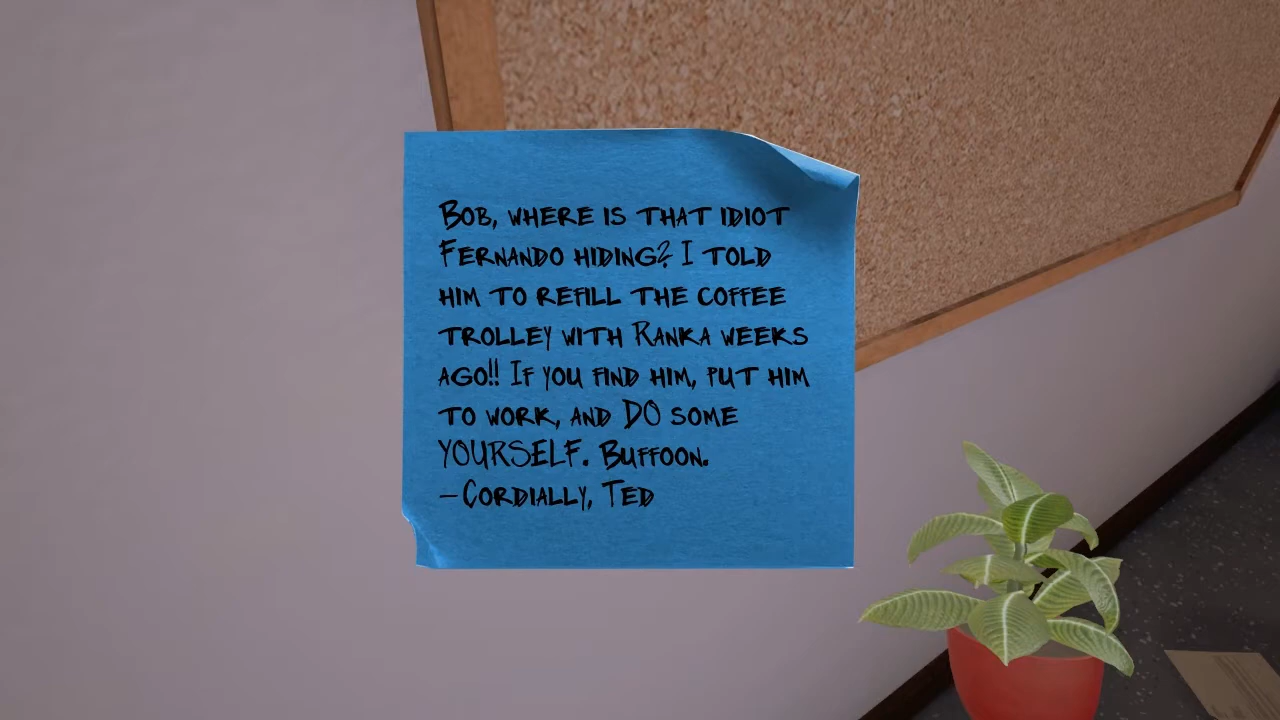 Bob, where is that idiot
Fernando hiding? I told
him to refill the coffee
trolley with Ranka weeks
ago!! If you find him, put him
to work, and DO some
YOURSELF. Buffoon.
–Cordially, Ted